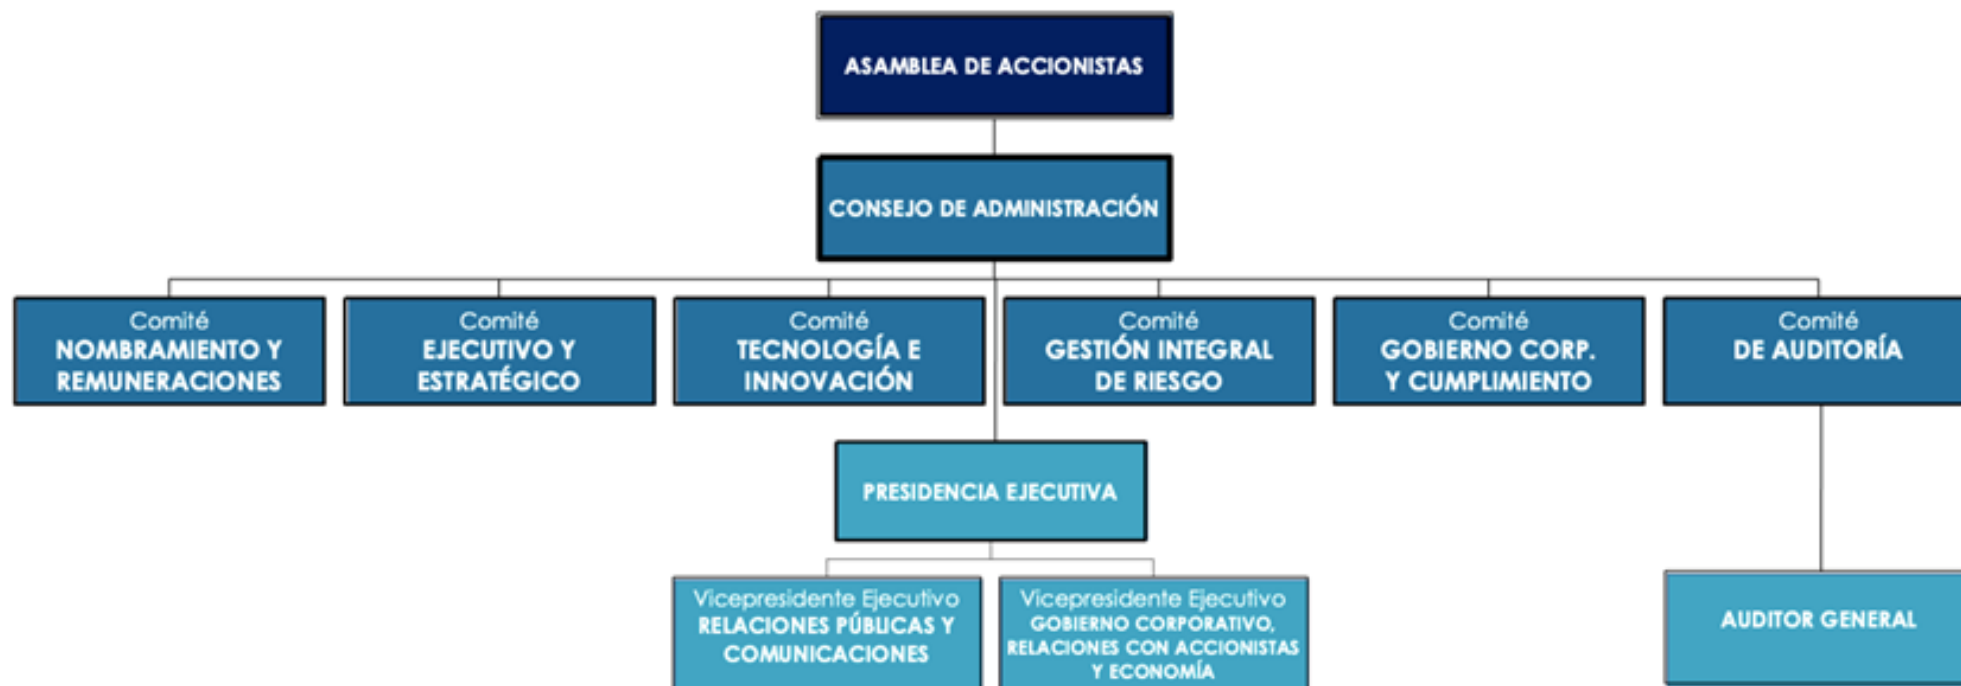 ASAMBLEA DE ACCIONISTAS
CONSEJO DE ADMINISTRACIÓN
Comité
NOMBRAMIENTO Y
REMUNERACIONES
Comité
EJECUTIVO Y
ESTRATÉGICO
Comité
TECNOLOGÍA E
INNOVACIÓN
Comité
GESTIÓN INTEGRAL
DE RIESGO
Comité
GOBIERNO CORP.
Y CUMPLIMIENTO
Comité
DE AUDITORÍA
PRESIDENCIA EJECUTIVA
Vicepresidente Ejecutivo
RELACIONES PÚBLICAS Y
COMUNICACIONES
Vicepresidente Ejecutivo
GOBIERNO CORPORATIVO,
RELACIONES CON ACCIONISTAS
Y ECONOMÍA
AUDITOR GENERAL